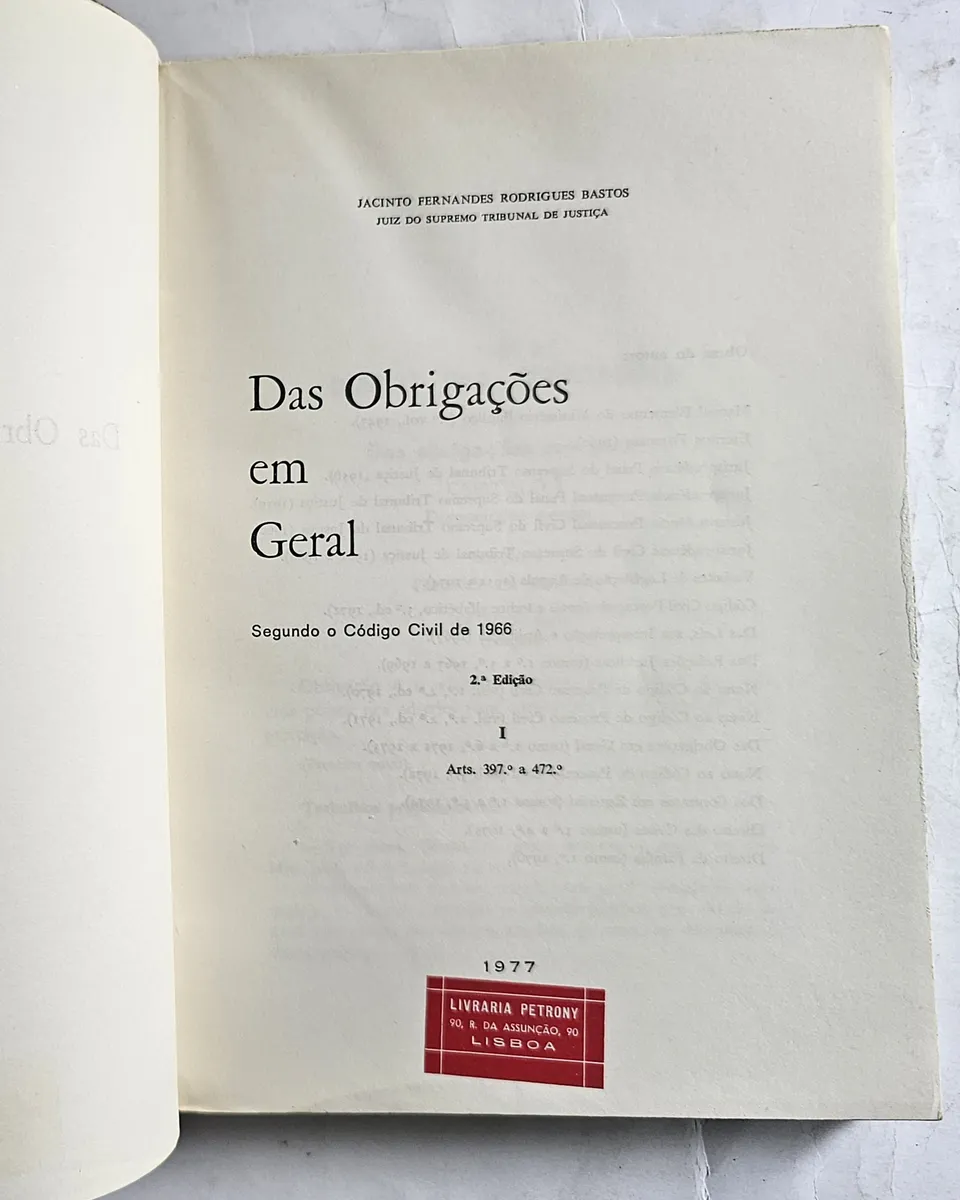 JACINTO FERNANDES RODRIGUES BASTOS
JUIZ DO SUPREMO TRIBUNAL DE JUSTIÇA
Das Obrigações
em
Geral
Segundo o Código Civil de 1966
2.ª Edição
I
Arts. 397.º a 472.º
1977
LIVRARIA PETRONY
90, R. DA ASSUNÇÃO, 90
LISBOA